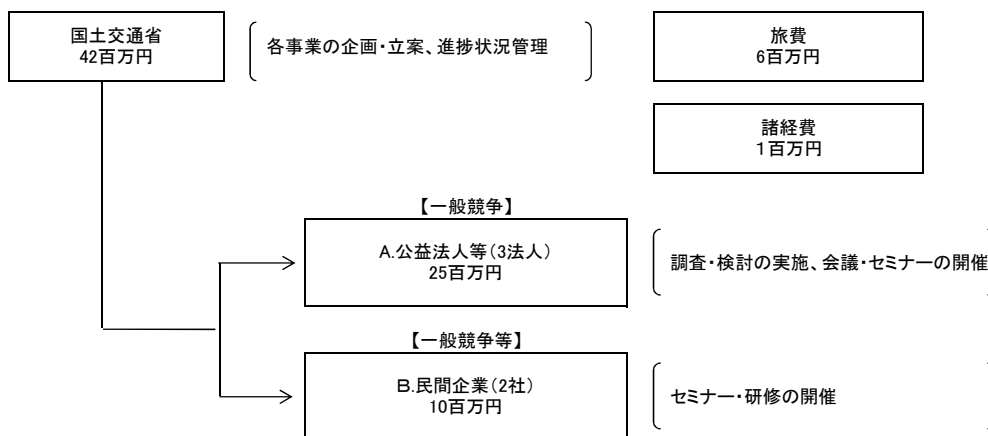 国土交通省
42百万円
各事業の企画・立案、進捗状況管理
旅費
6百万円
諸経費
1百万円
【一般競争】
A.公益法人等(3法人)
25百万円
調査・検討の実施、会議・セミナーの開催
【一般競争等】
B.民間企業(2社)
10百万円
セミナー・研修の開催